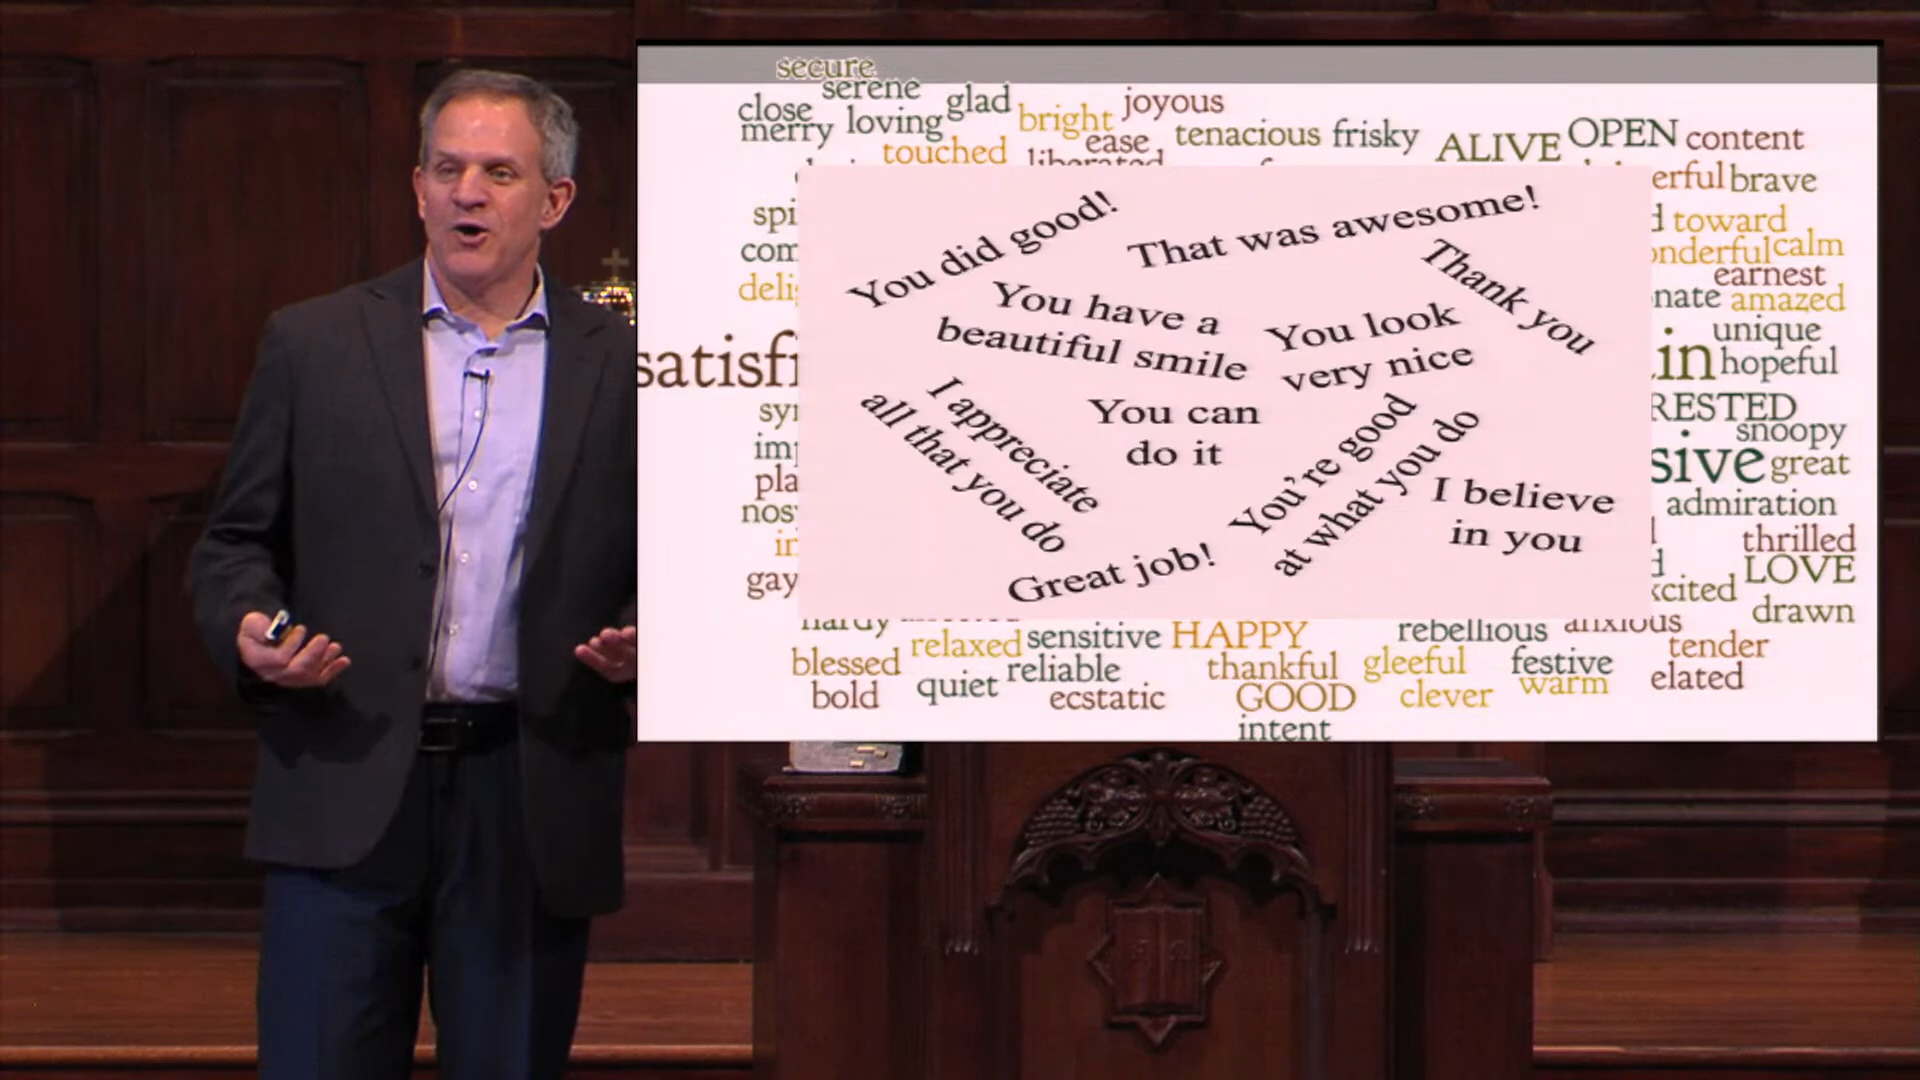 secure
serene
close
glad
bright
joyous
merry
loving
ease
tenacious
frisky
ALIVE
OPEN
content
touched
liberated
brave
toward
calm
earnest
amazed
unique
hopeful
snoopy
great
admiration
thrilled
LOVE
drawn
You did good!
That was awesome!
Thank you
You have a
beautiful smile
You look
very nice
I appreciate
all that you do
You can
do it
You're good
at what you do
I believe
in you
Great job!
gay
hardy
relaxed
sensitive
HAPPY
rebellious
anxious
blessed
reliable
thankful
gleeful
festive
tender
bold
quiet
ecstatic
GOOD
clever
warm
elated
intent